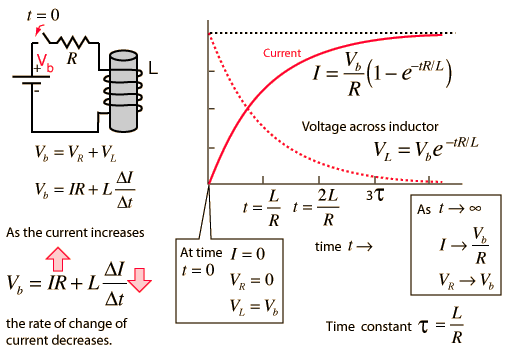 t=0
R
V_b
+
-
L
V_b = V_R + V_L
V_b = IR + L ΔI/Δt
As the current increases
V_b = IR + L ΔI/Δt
the rate of change of
current decreases.
Current
I = V_b/R (1 − e^{−tR/L})
Voltage across inductor
V_L = V_b e^{−tR/L}
t = L/R t = 2L/R 3τ
time t→
At time I = 0
t = 0
V_R = 0
V_L = V_b
As t → ∞
I → V_b/R
V_R → V_b
Time constant τ = L/R